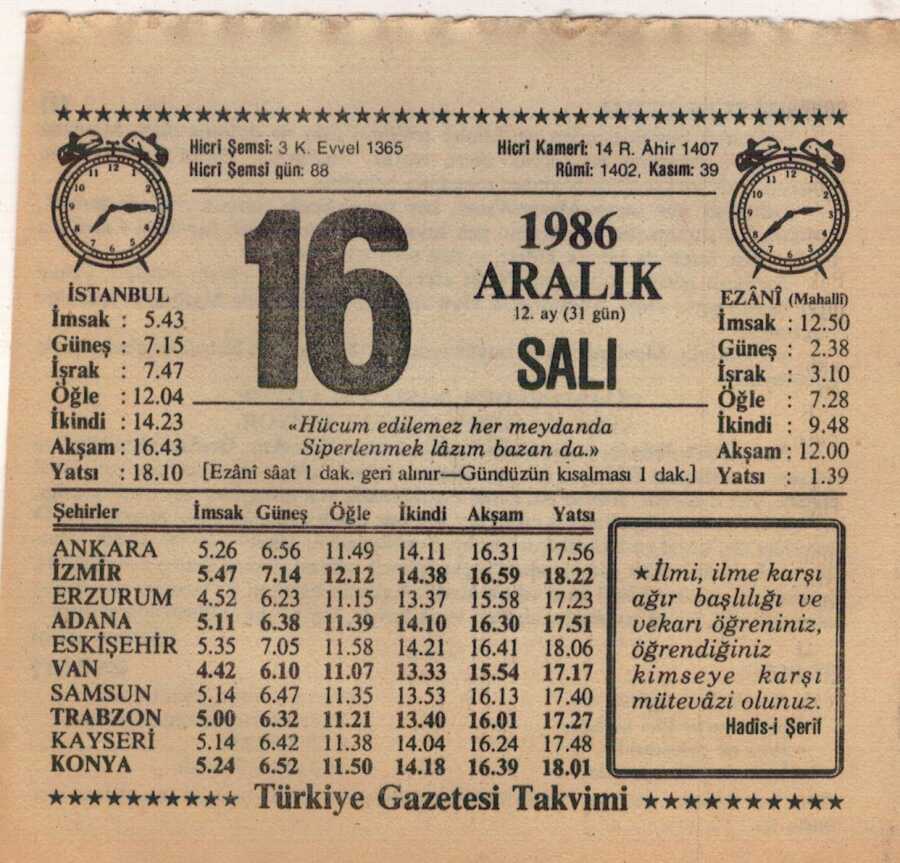 Hicrî Şemsî: 3 K. Evvel 1365
Hicrî Şemsî gün: 88
Hicrî Kamerî: 14 R. Âhir 1407
Rûmî: 1402, Kasım: 39
16
1986
ARALIK
12. ay (31 gün)
SALI
İSTANBUL
İmsak : 5.43
Güneş : 7.15
İşrak : 7.47
Öğle : 12.04
İkindi : 14.23
Akşam : 16.43
Yatsı : 18.10
EZÂNÎ (Mahallî)
İmsak : 12.50
Güneş : 2.38
İşrak : 3.10
Öğle : 7.28
İkindi : 9.48
Akşam : 12.00
Yatsı : 1.39
«Hücum edilemez her meydanda
Siperlenmek lâzım bazan da.»
[Ezânî sâat 1 dak. geri alınır—Gündüzün kısalması 1 dak.]
Şehirler İmsak Güneş Öğle İkindi Akşam Yatsı
ANKARA 5.26 6.56 11.49 14.11 16.31 17.56
İZMİR 5.47 7.14 12.12 14.38 16.59 18.22
ERZURUM 4.52 6.23 11.15 13.37 15.58 17.23
ADANA 5.11 6.38 11.39 14.10 16.30 17.51
ESKİŞEHİR 5.35 7.05 11.58 14.21 16.41 18.06
VAN 4.42 6.10 11.07 13.33 15.54 17.17
SAMSUN 5.14 6.47 11.35 13.53 16.13 17.40
TRABZON 5.00 6.32 11.21 13.40 16.01 17.27
KAYSERİ 5.14 6.42 11.38 14.04 16.24 17.48
KONYA 5.24 6.52 11.50 14.18 16.39 18.01
★İlmi, ilme karşı
ağır başlılığı ve
vekarı öğreniniz,
öğrendiğiniz
kimseye karşı
mütevâzi olunuz.
Hadîs-i Şerîf
★★★★★★★★★★ Türkiye Gazetesi Takvimi ★★★★★★★★★★